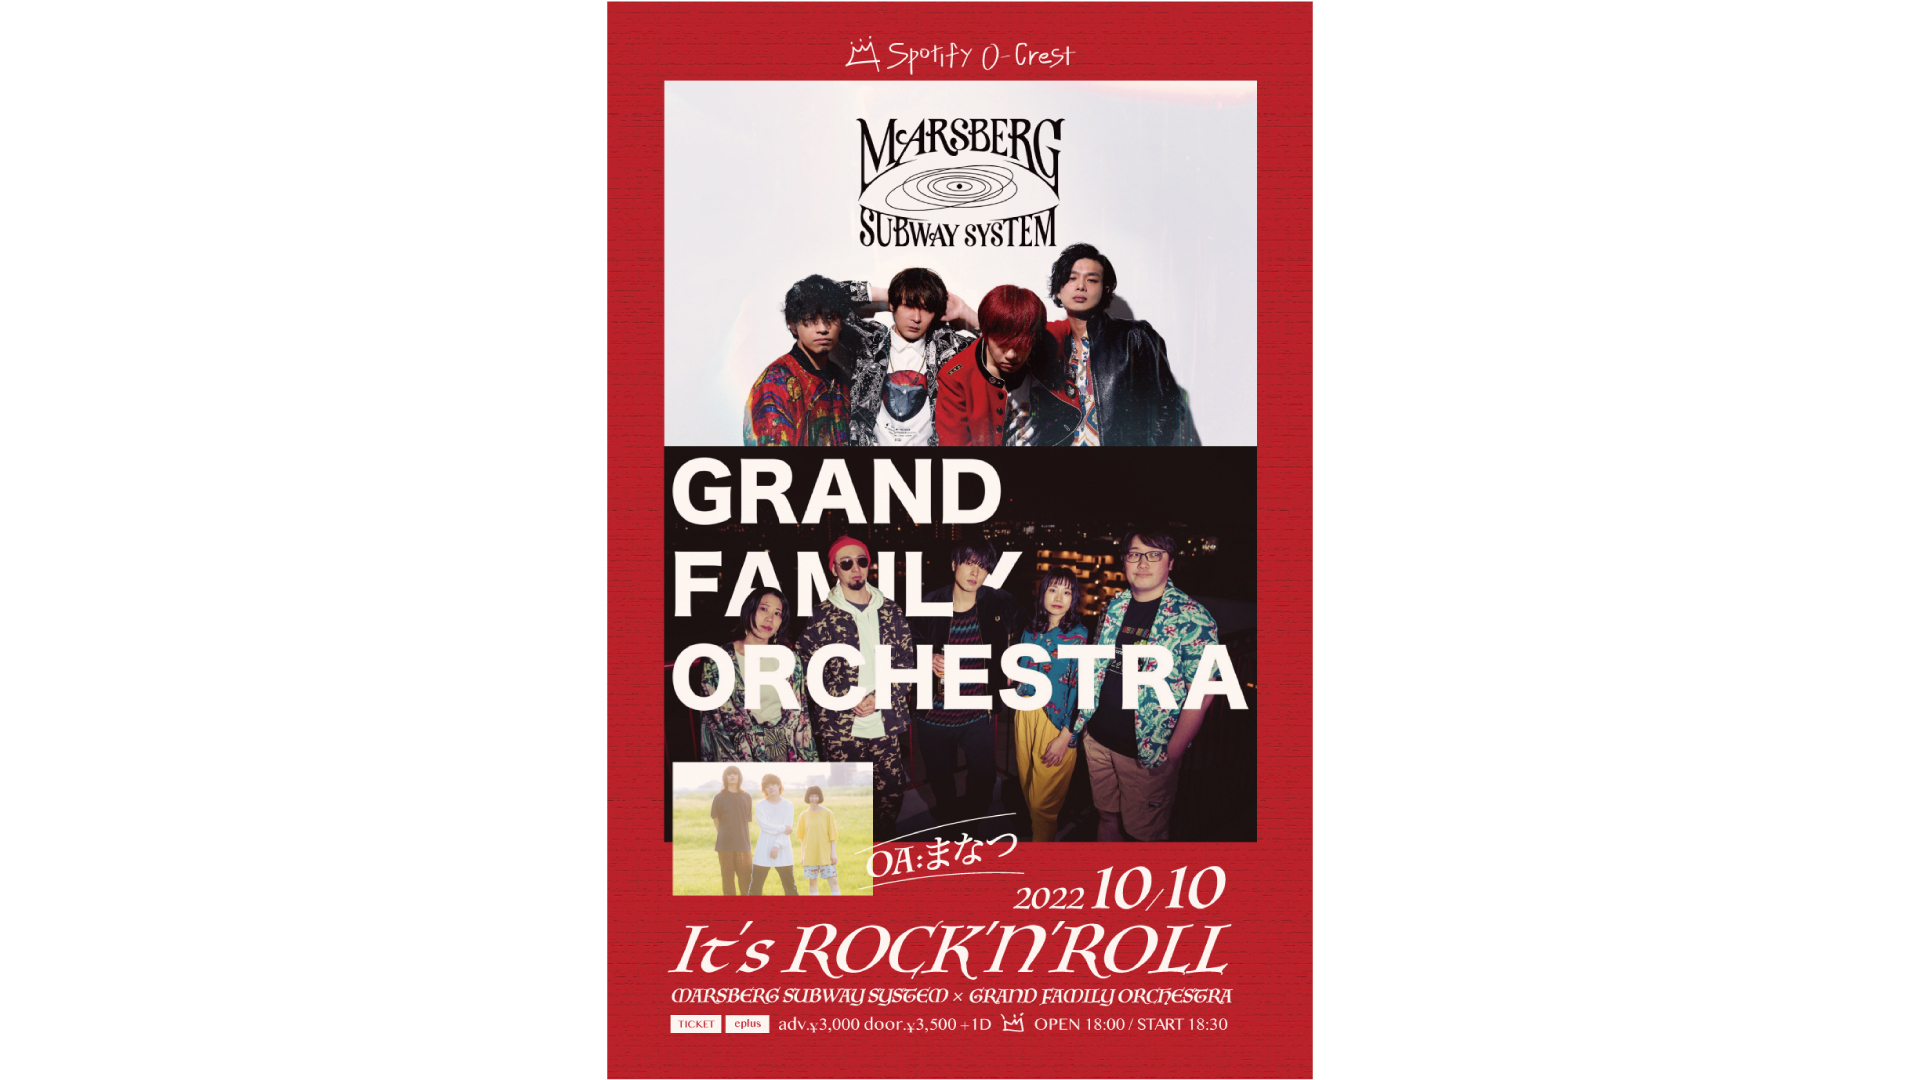 Spotify O-Crest
MARSBERG
SUBWAY SYSTEM
GRAND
FAMILY
ORCHESTRA
OA:まなつ
2022 10/10
It's ROCK'N'ROLL
MARSBERG SUBWAY SYSTEM × GRAND FAMILY ORCHESTRA
TICKET eplus adv.¥3,000 door.¥3,500 +1D OPEN 18:00 / START 18:30